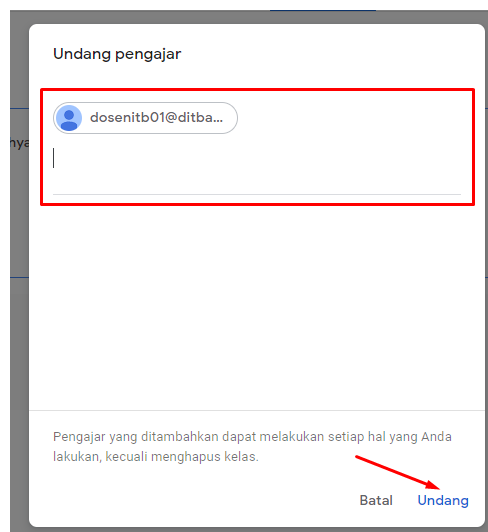 Undang pengajar
dosenitb01@ditba...
hya
Pengajar yang ditambahkan dapat melakukan setiap hal yang Anda
lakukan, kecuali menghapus kelas.
Batal Undang